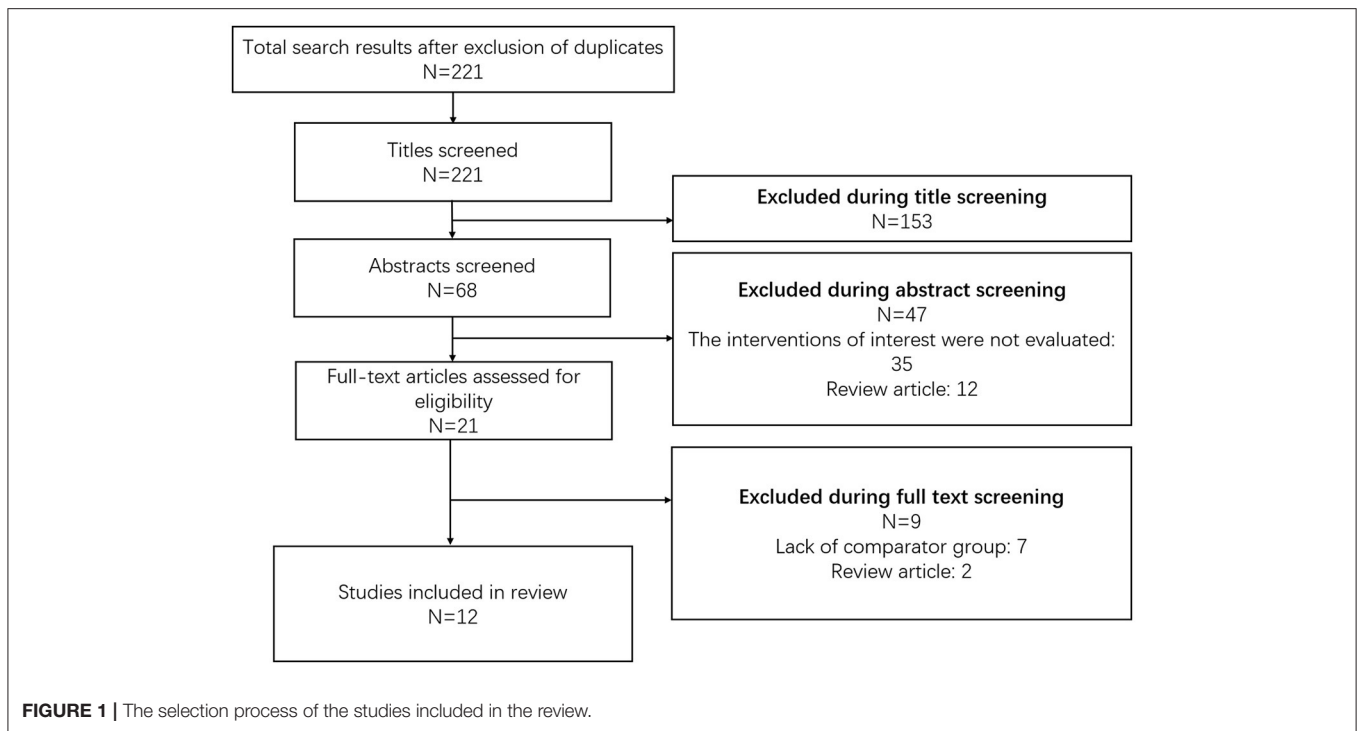 Total search results after exclusion of duplicates
N=221
Titles screened
N=221
Excluded during title screening
N=153
Abstracts screened
N=68
Excluded during abstract screening
N=47
The interventions of interest were not evaluated:
35
Review article: 12
Full-text articles assessed for
eligibility
N=21
Excluded during full text screening
N=9
Lack of comparator group: 7
Review article: 2
Studies included in review
N=12
FIGURE 1 | The selection process of the studies included in the review.